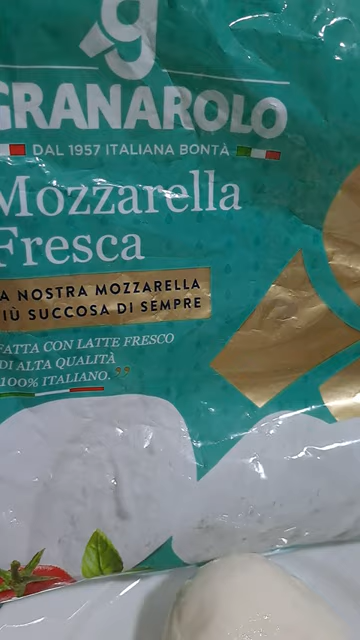 g
GRANAROLO
DAL 1957 ITALIANA BONTÀ
Mozzarella
Fresca
A NOSTRA MOZZARELLA
IÙ SUCCOSA DI SEMPRE
FATTA CON LATTE FRESCO
DI ALTA QUALITÀ
100% ITALIANO.”